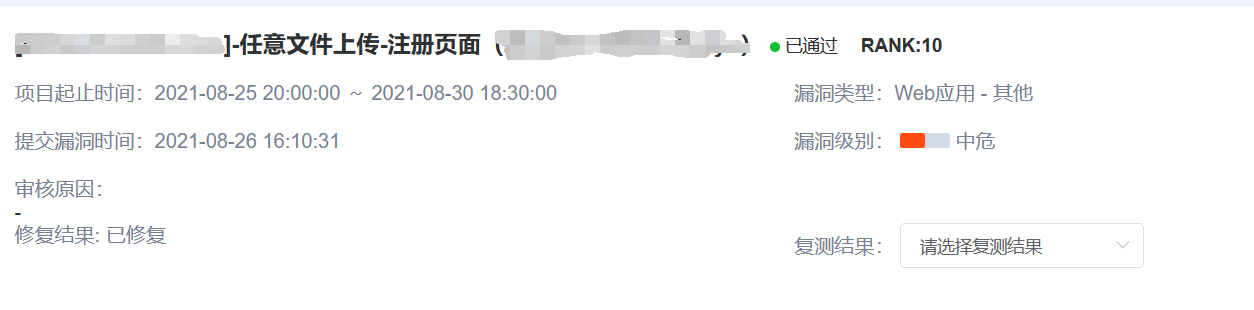 [ ]-任意文件上传-注册页面（ ） 已通过 RANK:10
项目起止时间：2021-08-25 20:00:00 ~ 2021-08-30 18:30:00 漏洞类型：Web应用 - 其他
提交漏洞时间：2021-08-26 16:10:31 漏洞级别： 中危
审核原因：
-
修复结果: 已修复
复测结果： 请选择复测结果